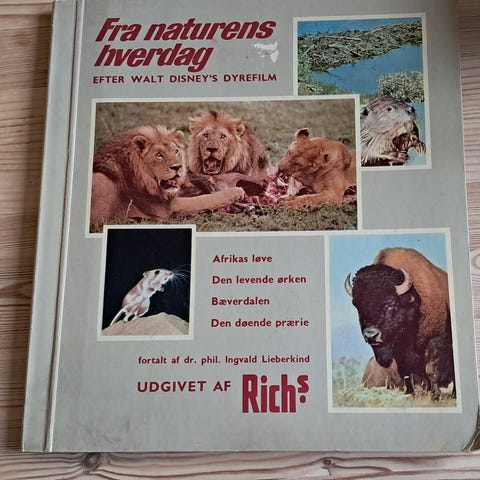 Fra naturens
hverdag
EFTER WALT DISNEY'S DYREFILM
Afrikas løve
Den levende ørken
Bæverdalen
Den døende prærie
fortalt af dr. phil. Ingvald Lieberkind
UDGIVET AF Richs